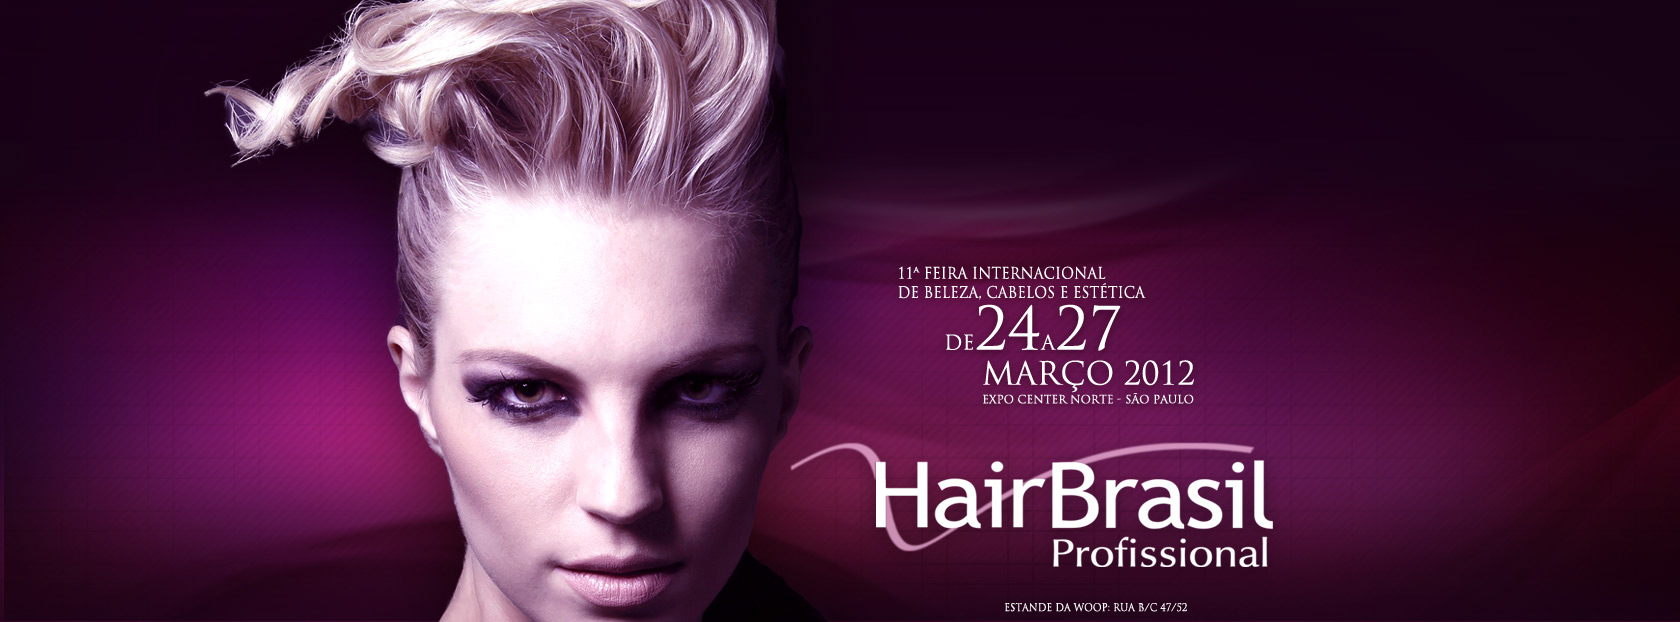 11ª FEIRA INTERNACIONAL
DE BELEZA, CABELOS E ESTÉTICA
DE 24 A 27
MARÇO 2012
EXPO CENTER NORTE - SÃO PAULO
HairBrasil
Profissional
ESTANDE DA WOOP: RUA B/C 47/52